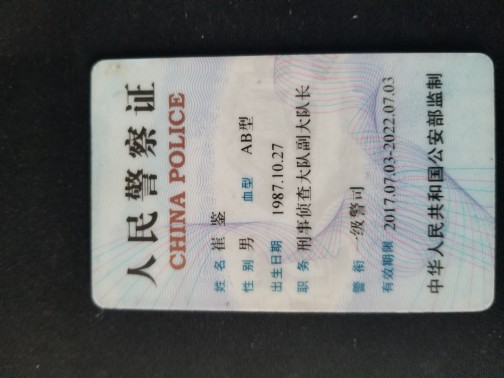 人民警察证
CHINA POLICE
姓 名 崔 鉴
性 别 男 血型 AB型
出生日期 1987.10.27
职 务 刑事侦查大队副大队长
警 衔 一级警司
有效期限 2017.07.03-2022.07.03
中华人民共和国公安部监制